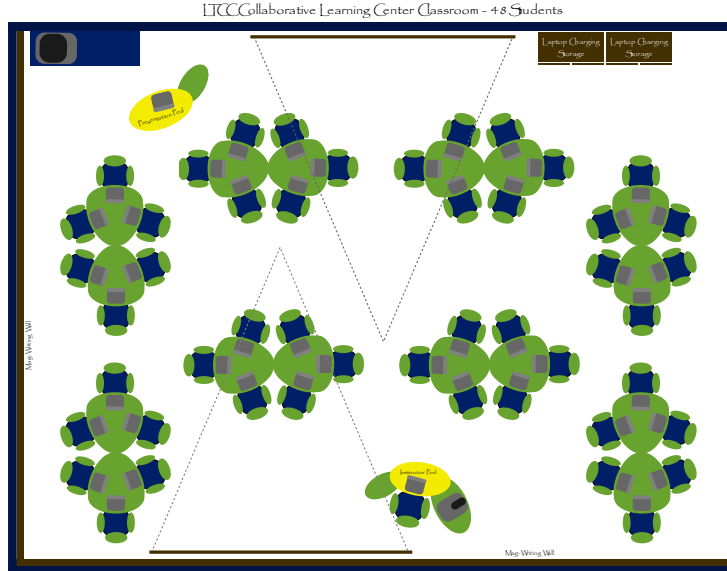 LTCC Collaborative Learning Center Classroom - 48 Students
Laptop Charging
Storage
Laptop Charging
Storage
Presentation Pod
Mag-Writing Wall
Instructor Pod
Mag-Writing Wall